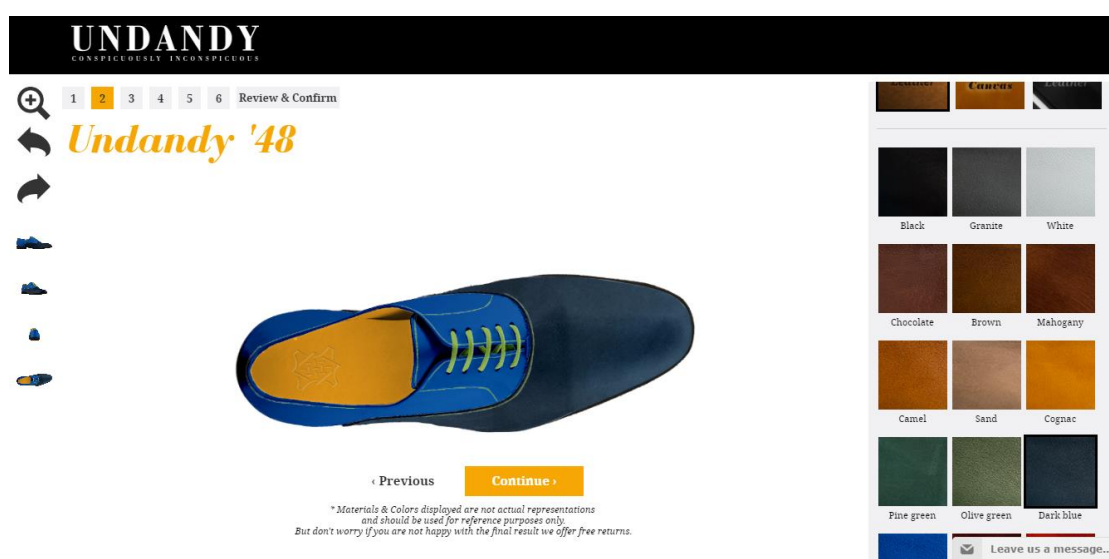 UNDANDY
CONSPICUOUSLY INCONSPICUOUS
1 2 3 4 5 6 Review & Confirm
Undandy '48
Leather Canvas Leather
Black Granite White
Chocolate Brown Mahogany
Camel Sand Cognac
Pine green Olive green Dark blue
‹ Previous Continue ›
* Materials & Colors displayed are not actual representations
and should be used for reference purposes only.
But don't worry if you are not happy with the final result we offer free returns.
Leave us a message...